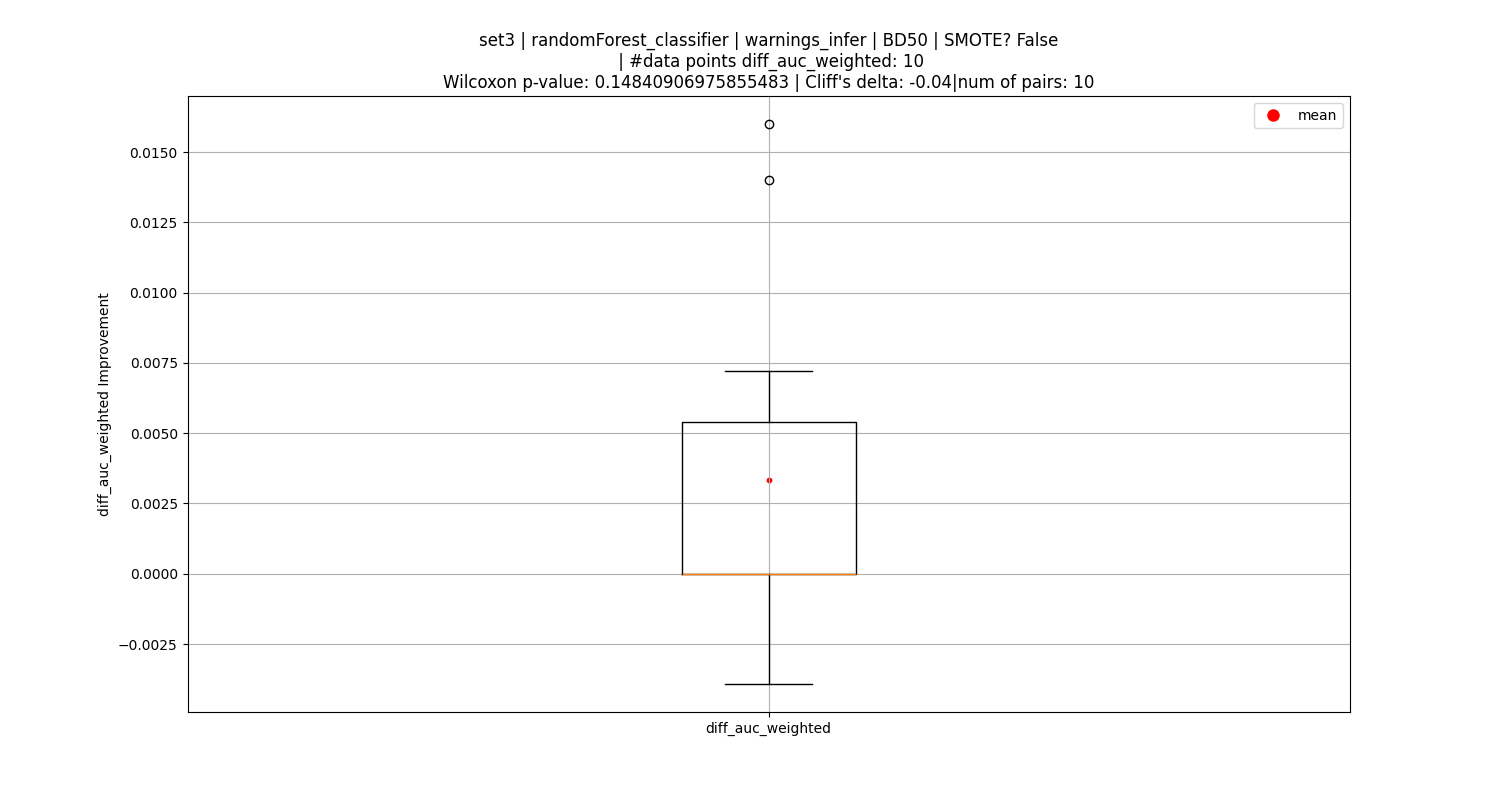 set3 | randomForest_classifier | warnings_infer | BD50 | SMOTE? False
| #data points diff_auc_weighted: 10
Wilcoxon p-value: 0.14840906975855483 | Cliff's delta: -0.04|num of pairs: 10
mean
0.0150
0.0125
0.0100
0.0075
0.0050
0.0025
0.0000
−0.0025
diff_auc_weighted Improvement
diff_auc_weighted